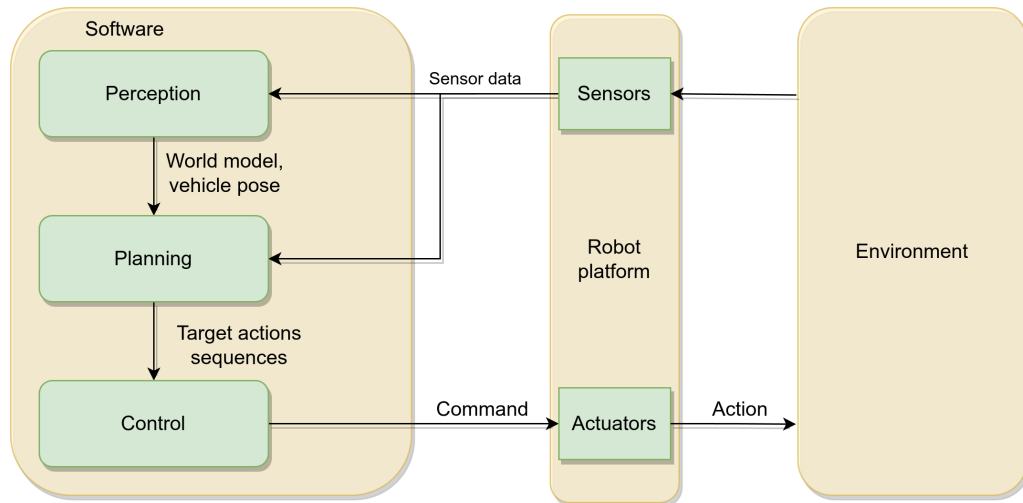 Software
Perception
Sensor data
Sensors
World model,
vehicle pose
Planning
Robot
platform
Environment
Target actions
sequences
Control
Command
Actuators
Action